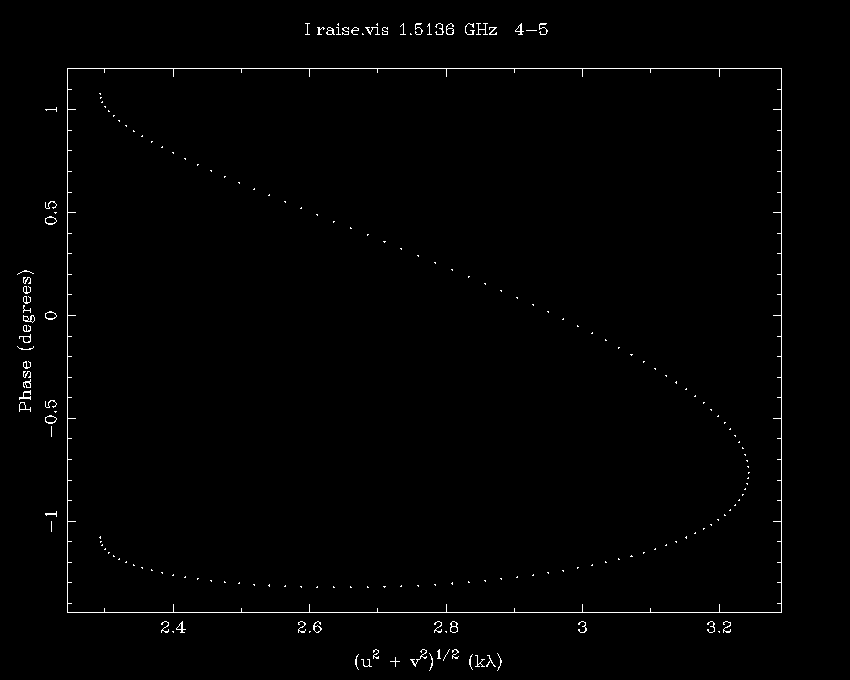 I raise.vis 1.5136 GHz 4−5
1
0.5
0
−0.5
−1
Phase (degrees)
2.4 2.6 2.8 3 3.2
(u² + v²)¹/² (kλ)